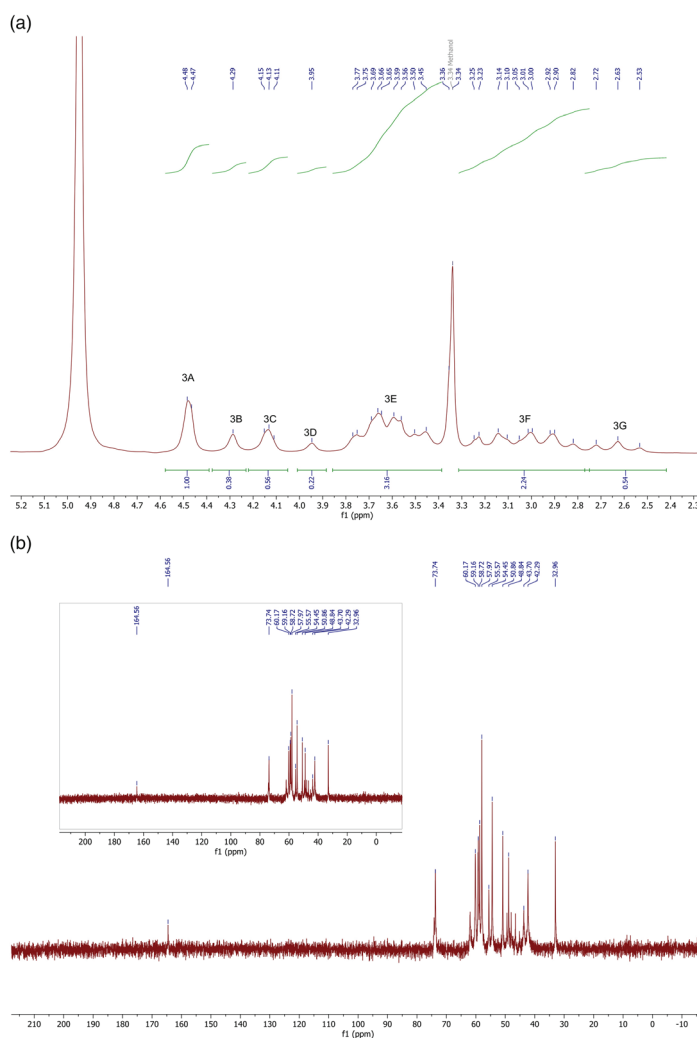 (a)
4.48 4.47 4.29 4.15 4.13 4.11 3.95 3.77 3.75 3.69 3.66 3.65 3.59 3.56 3.50 3.45 3.36 3.34 Methanol 3.34 3.25 3.23 3.14 3.10 3.05 3.01 3.00 2.92 2.90 2.82 2.72 2.63 2.53
3A 3B 3C 3D 3E 3F 3G
1.00 0.38 0.56 0.22 3.16 2.24 0.54
5.2 5.1 5.0 4.9 4.8 4.7 4.6 4.5 4.4 4.3 4.2 4.1 4.0 3.9 3.8 3.7 3.6 3.5 3.4 3.3 3.2 3.1 3.0 2.9 2.8 2.7 2.6 2.5 2.4 2.3
f1 (ppm)
(b)
164.56 73.74 60.17 59.16 58.72 57.97 55.57 54.45 50.86 48.84 43.70 42.29 32.96
164.56 73.74 60.17 59.16 58.72 57.97 55.57 54.45 50.86 48.84 43.70 42.29 32.96
200 180 160 140 120 100 80 60 40 20 0
f1 (ppm)
210 200 190 180 170 160 150 140 130 120 110 100 90 80 70 60 50 40 30 20 10 0 -10
f1 (ppm)